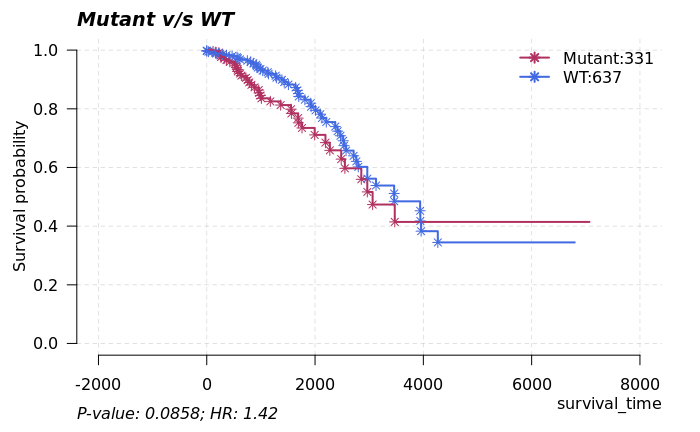 Mutant v/s WT
Mutant:331
WT:637
Survival probability
1.0
0.8
0.6
0.4
0.2
0.0
-2000 0 2000 4000 6000 8000
survival_time
P-value: 0.0858; HR: 1.42